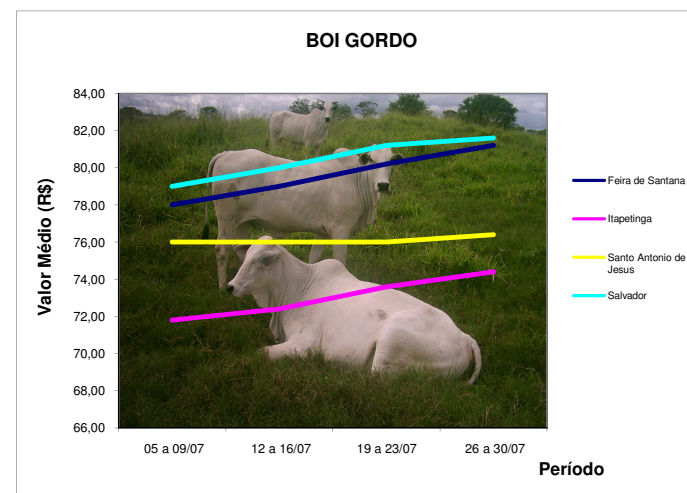 BOI GORDO
84,00
82,00
80,00
78,00
76,00
74,00
72,00
70,00
68,00
66,00
Valor Médio (R$)
05 a 09/07 12 a 16/07 19 a 23/07 26 a 30/07
Período
Feira de Santana
Itapetinga
Santo Antonio de
Jesus
Salvador